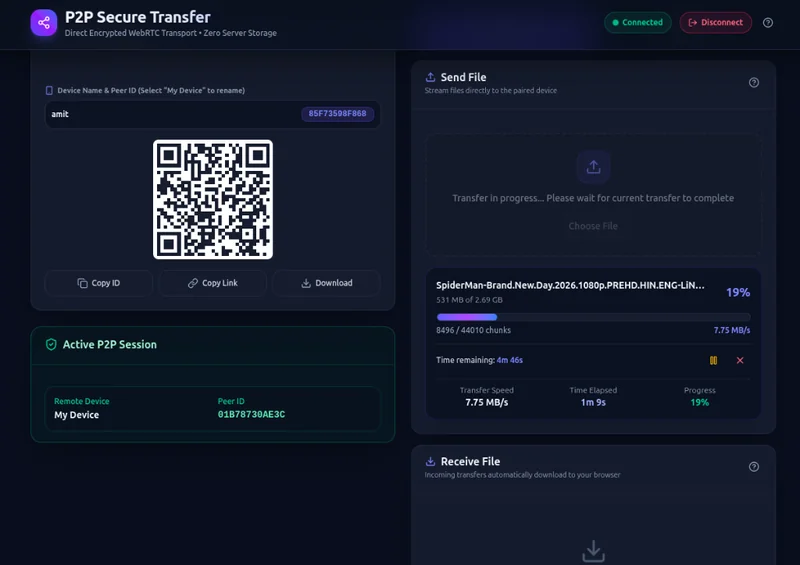 P2P Secure Transfer
Direct Encrypted WebRTC Transport • Zero Server Storage
Connected
Disconnect
Device Name & Peer ID (Select "My Device" to rename)
amit
85F73598F868
Copy ID
Copy Link
Download
Active P2P Session
Remote Device
Peer ID
My Device
01B78730AE3C
Send File
Stream files directly to the paired device
Transfer in progress... Please wait for current transfer to complete
Choose File
SpiderMan-Brand.New.Day.2026.1080p.PREHD.HIN.ENG-LiN...
19%
531 MB of 2.69 GB
8496 / 44010 chunks
7.75 MB/s
Time remaining: 4m 46s
Transfer Speed
Time Elapsed
Progress
7.75 MB/s
1m 9s
19%
Receive File
Incoming transfers automatically download to your browser